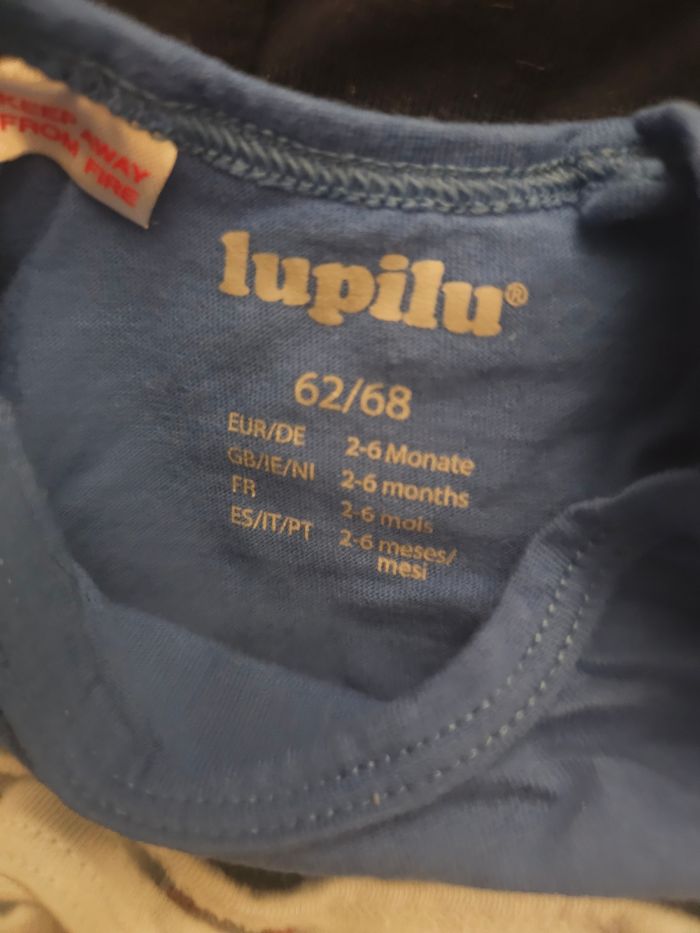 KEEP AWAY
FROM FIRE
lupilu®
62/68
EUR/DE 2-6 Monate
GB/IE/NI 2-6 months
FR 2-6 mois
ES/IT/PT 2-6 meses/
mesi